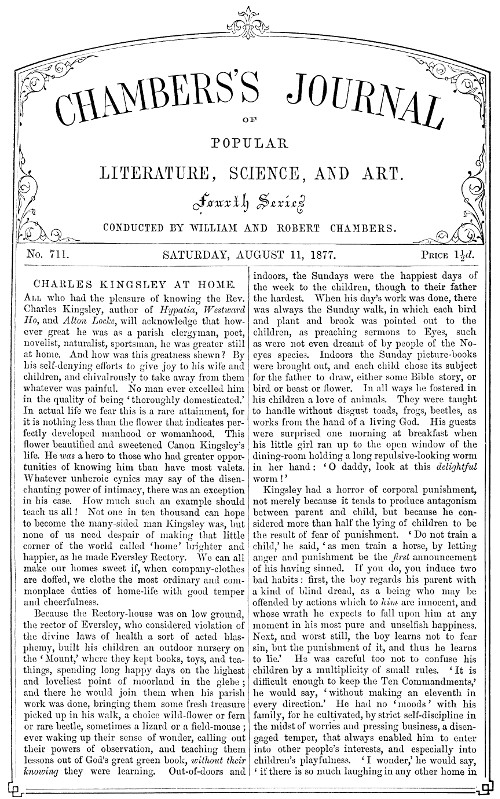 CHAMBERS'S JOURNAL
OF
POPULAR
LITERATURE, SCIENCE, AND ART.
Fourth Series
CONDUCTED BY WILLIAM AND ROBERT CHAMBERS.
No. 711. SATURDAY, AUGUST 11, 1877. PRICE 1½d.
CHARLES KINGSLEY AT HOME.
ALL who had the pleasure of knowing the Rev.
Charles Kingsley, author of Hypatia, Westward
Ho, and Alton Locke, will acknowledge that how-
ever great he was as a parish clergyman, poet,
novelist, naturalist, sportsman, he was greater still
at home. And how was this greatness shewn? By
his self-denying efforts to give joy to his wife and
children, and chivalrously to take away from them
whatever was painful. No man ever excelled him
in the quality of being 'thoroughly domesticated.'
In actual life we fear this is a rare attainment, for
it is nothing less than the flower that indicates per-
fectly developed manhood or womanhood. This
flower beautified and sweetened Canon Kingsley's
life. He was a hero to those who had greater oppor-
tunities of knowing him than have most valets.
Whatever unheroic cynics may say of the disen-
chanting power of intimacy, there was an exception
in his case. How much such an example should
teach us all! Not one in ten thousand can hope
to become the many-sided man Kingsley was, but
none of us need despair of making that little
corner of the world called 'home' brighter and
happier, as he made Eversley Rectory. We can all
make our homes sweet if, when company-clothes
are doffed, we clothe the most ordinary and com-
monplace duties of home-life with good temper
and cheerfulness.
Because the Rectory-house was on low ground,
the rector of Eversley, who considered violation of
the divine laws of health a sort of acted blas-
phemy, built his children an outdoor nursery on
the 'Mount,' where they kept books, toys, and tea-
things, spending long happy days on the highest
and loveliest point of moorland in the glebe;
and there he would join them when his parish
work was done, bringing them some fresh treasure
picked up in his walk, a choice wild-flower or fern
or rare beetle, sometimes a lizard or a field-mouse;
ever waking up their sense of wonder, calling out
their powers of observation, and teaching them
lessons out of God's great green book, without their
knowing they were learning. Out-of-doors and
indoors, the Sundays were the happiest days of
the week to the children, though to their father
the hardest. When his day's work was done, there
was always the Sunday walk, in which each bird
and plant and brook was pointed out to the
children, as preaching sermons to Eyes, such
as were not even dreamt of by people of the No-
eyes species. Indoors the Sunday picture-books
were brought out, and each child chose its subject
for the father to draw, either some Bible story, or
bird or beast or flower. In all ways he fostered in
his children a love of animals. They were taught
to handle without disgust toads, frogs, beetles, as
works from the hand of a living God. His guests
were surprised one morning at breakfast when
his little girl ran up to the open window of the
dining-room holding a long repulsive-looking worm
in her hand: 'O daddy, look at this delightful
worm!'
Kingsley had a horror of corporal punishment,
not merely because it tends to produce antagonism
between parent and child, but because he con-
sidered more than half the lying of children to be
the result of fear of punishment. 'Do not train a
child,' he said, 'as men train a horse, by letting
anger and punishment be the first announcement
of his having sinned. If you do, you induce two
bad habits: first, the boy regards his parent with
a kind of blind dread, as a being who may be
offended by actions which to him are innocent, and
whose wrath he expects to fall upon him at any
moment in his most pure and unselfish happiness.
Next, and worst still, the boy learns not to fear
sin, but the punishment of it, and thus he learns
to lie.' He was careful too not to confuse his
children by a multiplicity of small rules. 'It is
difficult enough to keep the Ten Commandments,'
he would say, 'without making an eleventh in
every direction.' He had no 'moods' with his
family, for he cultivated, by strict self-discipline in
the midst of worries and pressing business, a disen-
gaged temper, that always enabled him to enter
into other people's interests, and especially into
children's playfulness. 'I wonder,' he would say,
'if there is so much laughing in any other home in